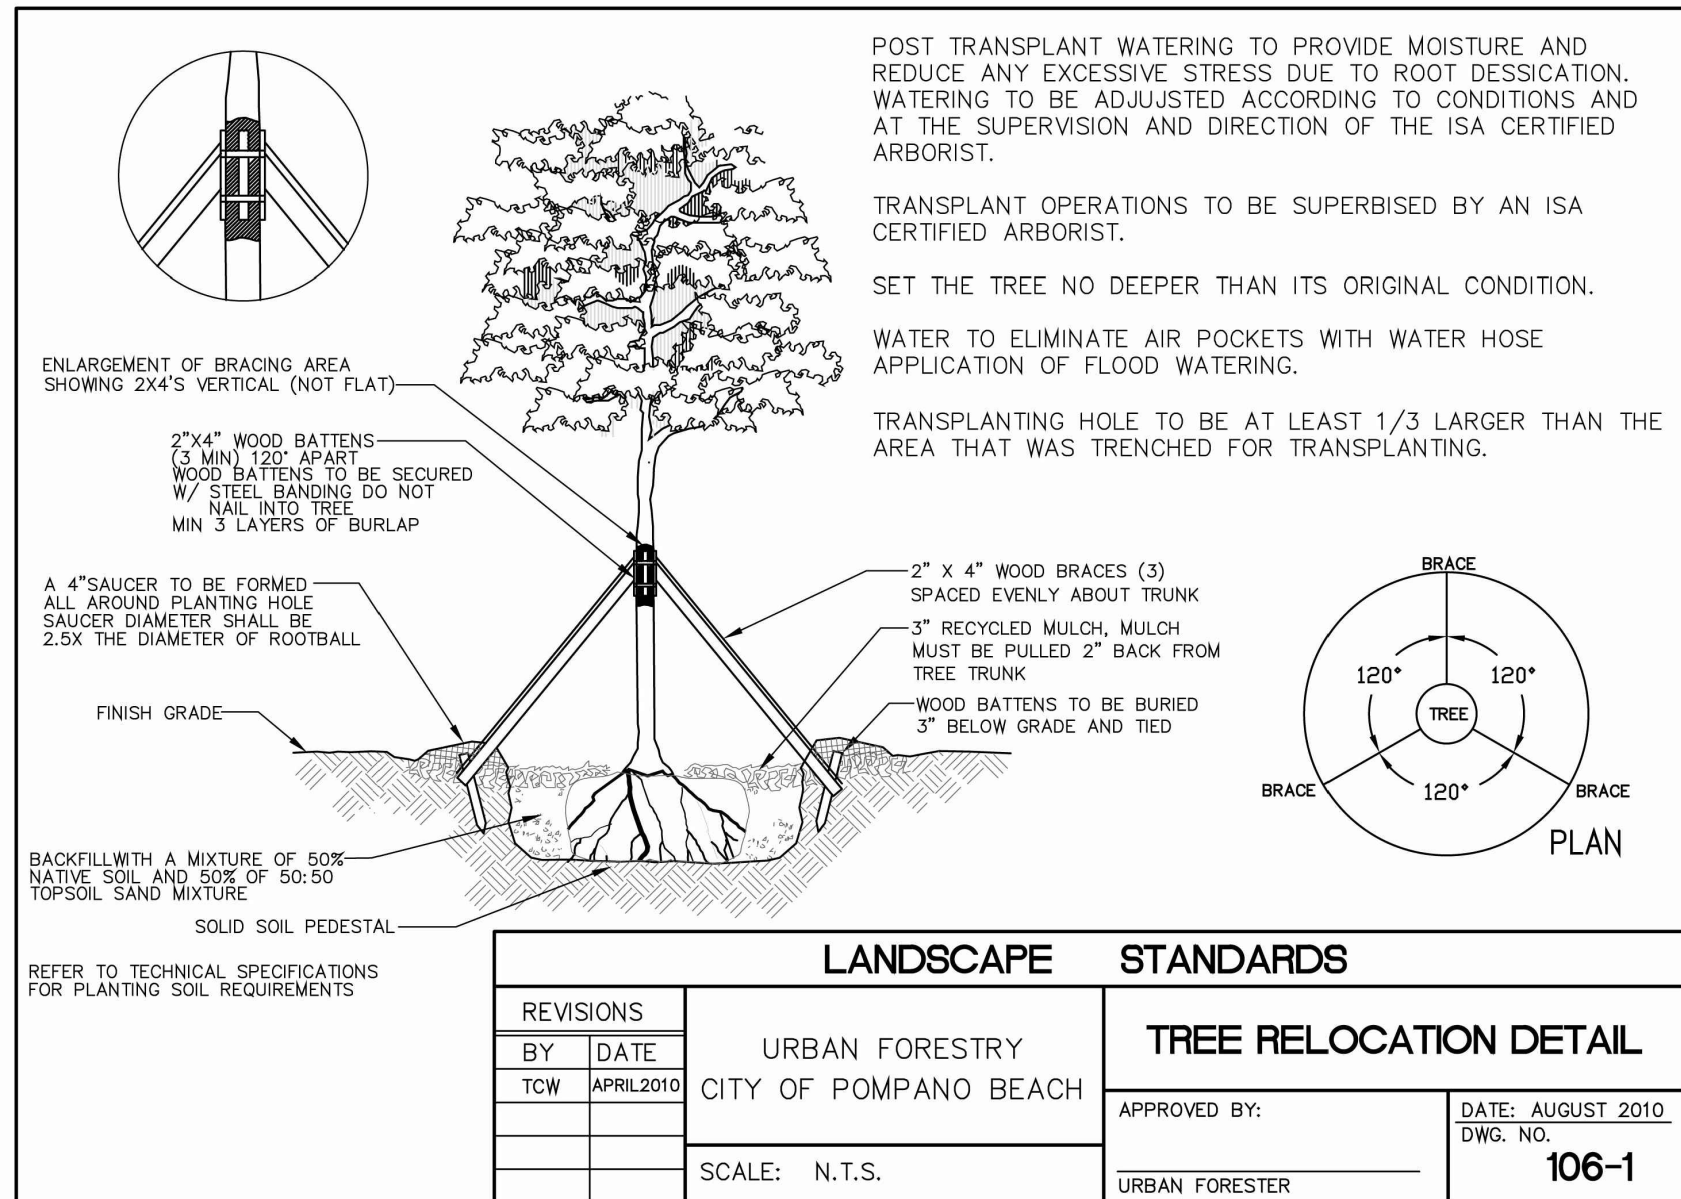 POST TRANSPLANT WATERING TO PROVIDE MOISTURE AND
REDUCE ANY EXCESSIVE STRESS DUE TO ROOT DESSICATION.
WATERING TO BE ADJUJSTED ACCORDING TO CONDITIONS AND
AT THE SUPERVISION AND DIRECTION OF THE ISA CERTIFIED
ARBORIST.
TRANSPLANT OPERATIONS TO BE SUPERBISED BY AN ISA
CERTIFIED ARBORIST.
SET THE TREE NO DEEPER THAN ITS ORIGINAL CONDITION.
WATER TO ELIMINATE AIR POCKETS WITH WATER HOSE
APPLICATION OF FLOOD WATERING.
TRANSPLANTING HOLE TO BE AT LEAST 1/3 LARGER THAN THE
AREA THAT WAS TRENCHED FOR TRANSPLANTING.
ENLARGEMENT OF BRACING AREA
SHOWING 2X4'S VERTICAL (NOT FLAT)
2"X4" WOOD BATTENS
(3 MIN) 120° APART
WOOD BATTENS TO BE SECURED
W/ STEEL BANDING DO NOT
NAIL INTO TREE
MIN 3 LAYERS OF BURLAP
A 4"SAUCER TO BE FORMED
ALL AROUND PLANTING HOLE
SAUCER DIAMETER SHALL BE
2.5X THE DIAMETER OF ROOTBALL
FINISH GRADE
BACKFILLWITH A MIXTURE OF 50%
NATIVE SOIL AND 50% OF 50:50
TOPSOIL SAND MIXTURE
SOLID SOIL PEDESTAL
REFER TO TECHNICAL SPECIFICATIONS
FOR PLANTING SOIL REQUIREMENTS
2" X 4" WOOD BRACES (3)
SPACED EVENLY ABOUT TRUNK
3" RECYCLED MULCH, MULCH
MUST BE PULLED 2" BACK FROM
TREE TRUNK
WOOD BATTENS TO BE BURIED
3" BELOW GRADE AND TIED
BRACE
120°
120°
TREE
120°
BRACE
BRACE
PLAN
LANDSCAPE STANDARDS
REVISIONS
BY DATE
TCW APRIL2010
URBAN FORESTRY
CITY OF POMPANO BEACH
SCALE: N.T.S.
TREE RELOCATION DETAIL
APPROVED BY:
URBAN FORESTER
DATE: AUGUST 2010
DWG. NO.
106-1